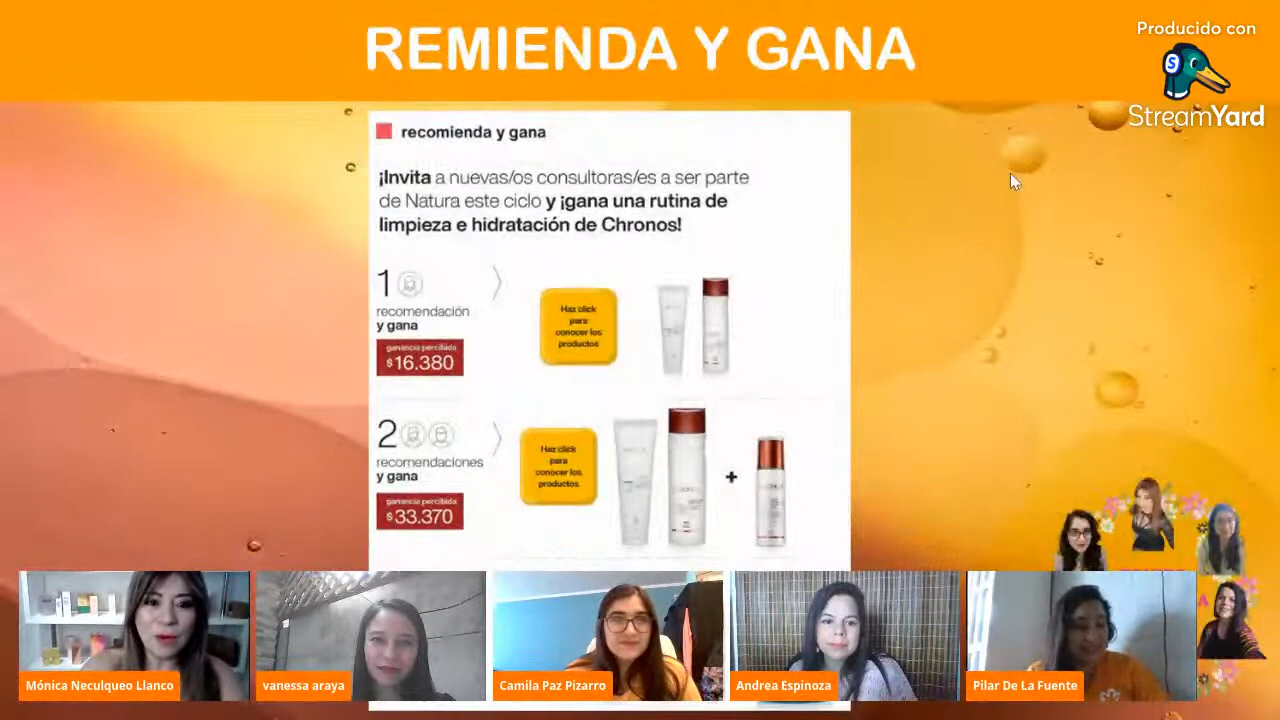 REMIENDA Y GANA
Producido con
S
StreamYard
recomienda y gana
¡Invita a nuevas/os consultoras/es a ser parte
de Natura este ciclo y ¡gana una rutina de
limpieza e hidratación de Chronos!
1
recomendación
y gana
ganancia percibida
$16.380
Haz click
para
conocer los
productos
2
recomendaciones
y gana
ganancia percibida
$33.370
Haz click
para
conocer los
productos
+
Mónica Neculqueo Llanco
vanessa araya
Camila Paz Pizarro
Andrea Espinoza
Pilar De La Fuente